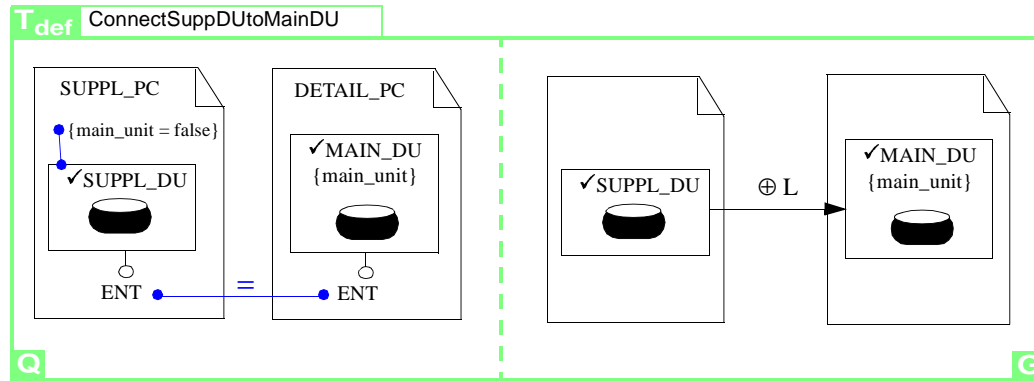 Tdef ConnectSuppDUtoMainDU
SUPPL_PC
{main_unit = false}
✓SUPPL_DU
ENT
=
DETAIL_PC
✓MAIN_DU
{main_unit}
ENT
Q
✓SUPPL_DU
⊕ L
✓MAIN_DU
{main_unit}